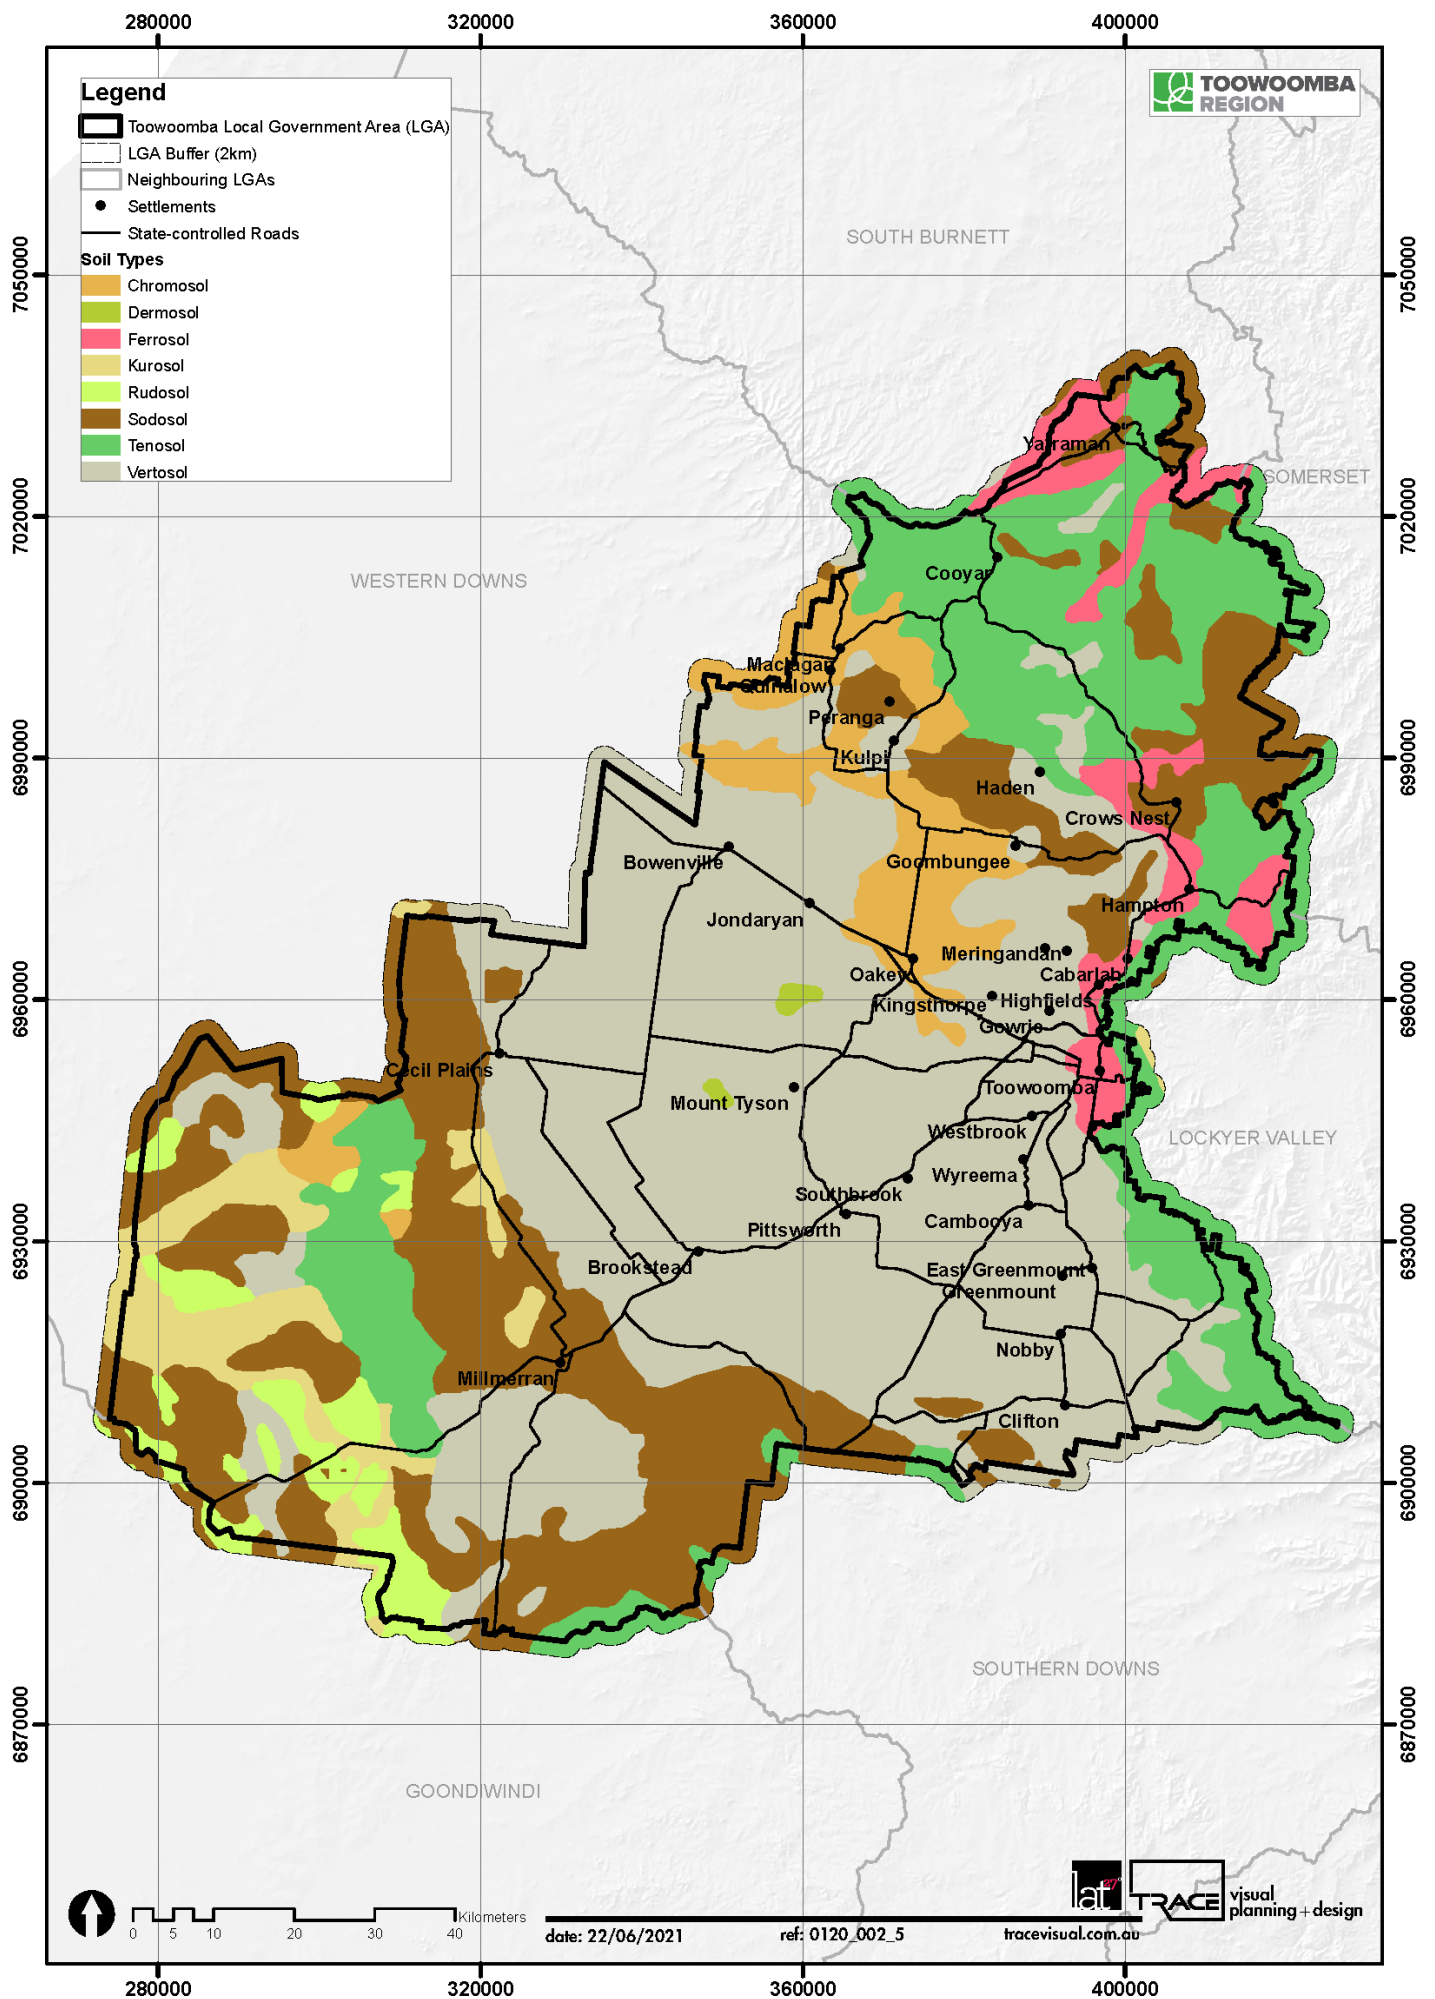 280000
320000
360000
400000
Legend
Toowoomba Local Government Area (LGA)
LGA Buffer (2km)
Neighbouring LGAs
Settlements
State-controlled Roads
Soil Types
Chromosol
Dermosol
Ferrosol
Kurosol
Rudosol
Sodosol
Tenosol
Vertosol
TOOWOOMBA
REGION
SOUTH BURNETT
7050000
7050000
Yarraman
SOMERSET
7020000
7020000
WESTERN DOWNS
Cooyar
Maclagan
Quinalow
Peranga
6990000
Kulpi
6990000
Haden
Crows Nest
Bowenville
Goombungee
Hampton
Jondaryan
Meringandan
Oakey
Cabarlah
6960000
Kingsthorpe
Highfields
6960000
Gowrie
Cecil Plains
Toowoomba
Mount Tyson
Westbrook
LOCKYER VALLEY
Wyreema
Southbrook
Cambooya
Pittsworth
6930000
6930000
Brookstead
East Greenmount
Greenmount
Nobby
Millmerran
Clifton
6900000
6900000
SOUTHERN DOWNS
6870000
6870000
GOONDIWINDI
0 5 10 20 30 40
Kilometers
lat27°
TRACE
visual
planning+design
date: 22/06/2021
ref: 0120_002_5
tracevisual.com.au
280000
320000
360000
400000